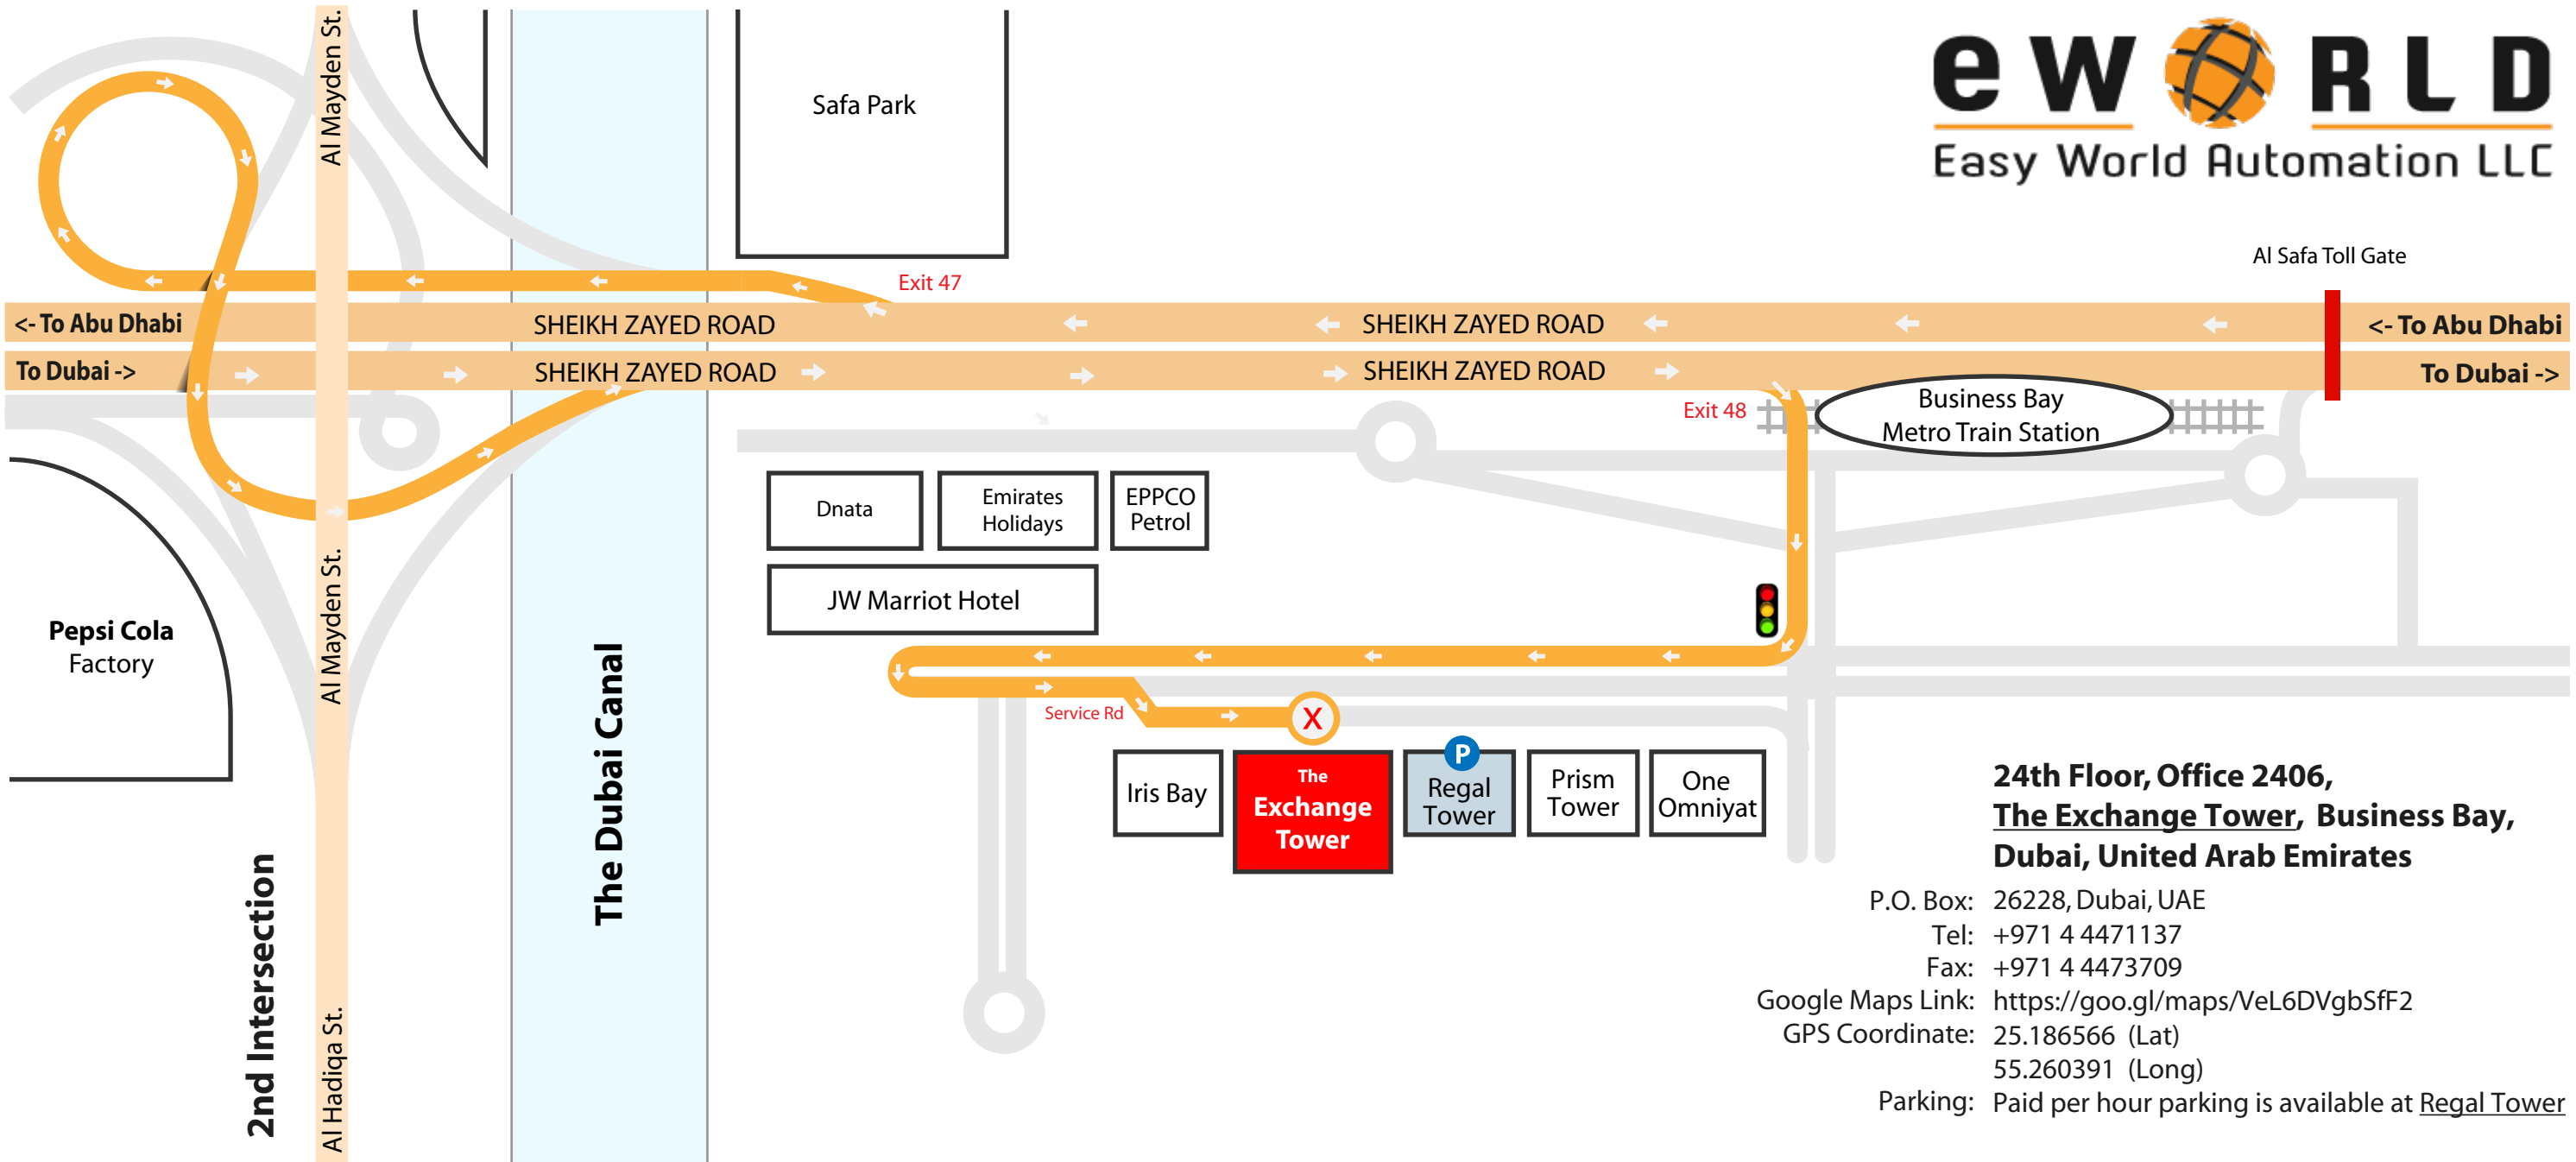 eWORLD
Easy World Automation LLC
Al Mayden St.
Safa Park
Al Safa Toll Gate
Exit 47
<- To Abu Dhabi
SHEIKH ZAYED ROAD
SHEIKH ZAYED ROAD
<- To Abu Dhabi
To Dubai ->
SHEIKH ZAYED ROAD
SHEIKH ZAYED ROAD
To Dubai ->
Exit 48
Business Bay
Metro Train Station
Dnata
Emirates
Holidays
EPPCO
Petrol
JW Marriot Hotel
Pepsi Cola
Factory
Al Mayden St.
The Dubai Canal
Service Rd
X
P
Iris Bay
The
Exchange
Tower
Regal
Tower
Prism
Tower
One
Omniyat
2nd Intersection
Al Hadiqa St.
24th Floor, Office 2406,
The Exchange Tower, Business Bay,
Dubai, United Arab Emirates
P.O. Box: 26228, Dubai, UAE
Tel: +971 4 4471137
Fax: +971 4 4473709
Google Maps Link: https://goo.gl/maps/VeL6DVgbSfF2
GPS Coordinate: 25.186566 (Lat)
55.260391 (Long)
Parking: Paid per hour parking is available at Regal Tower